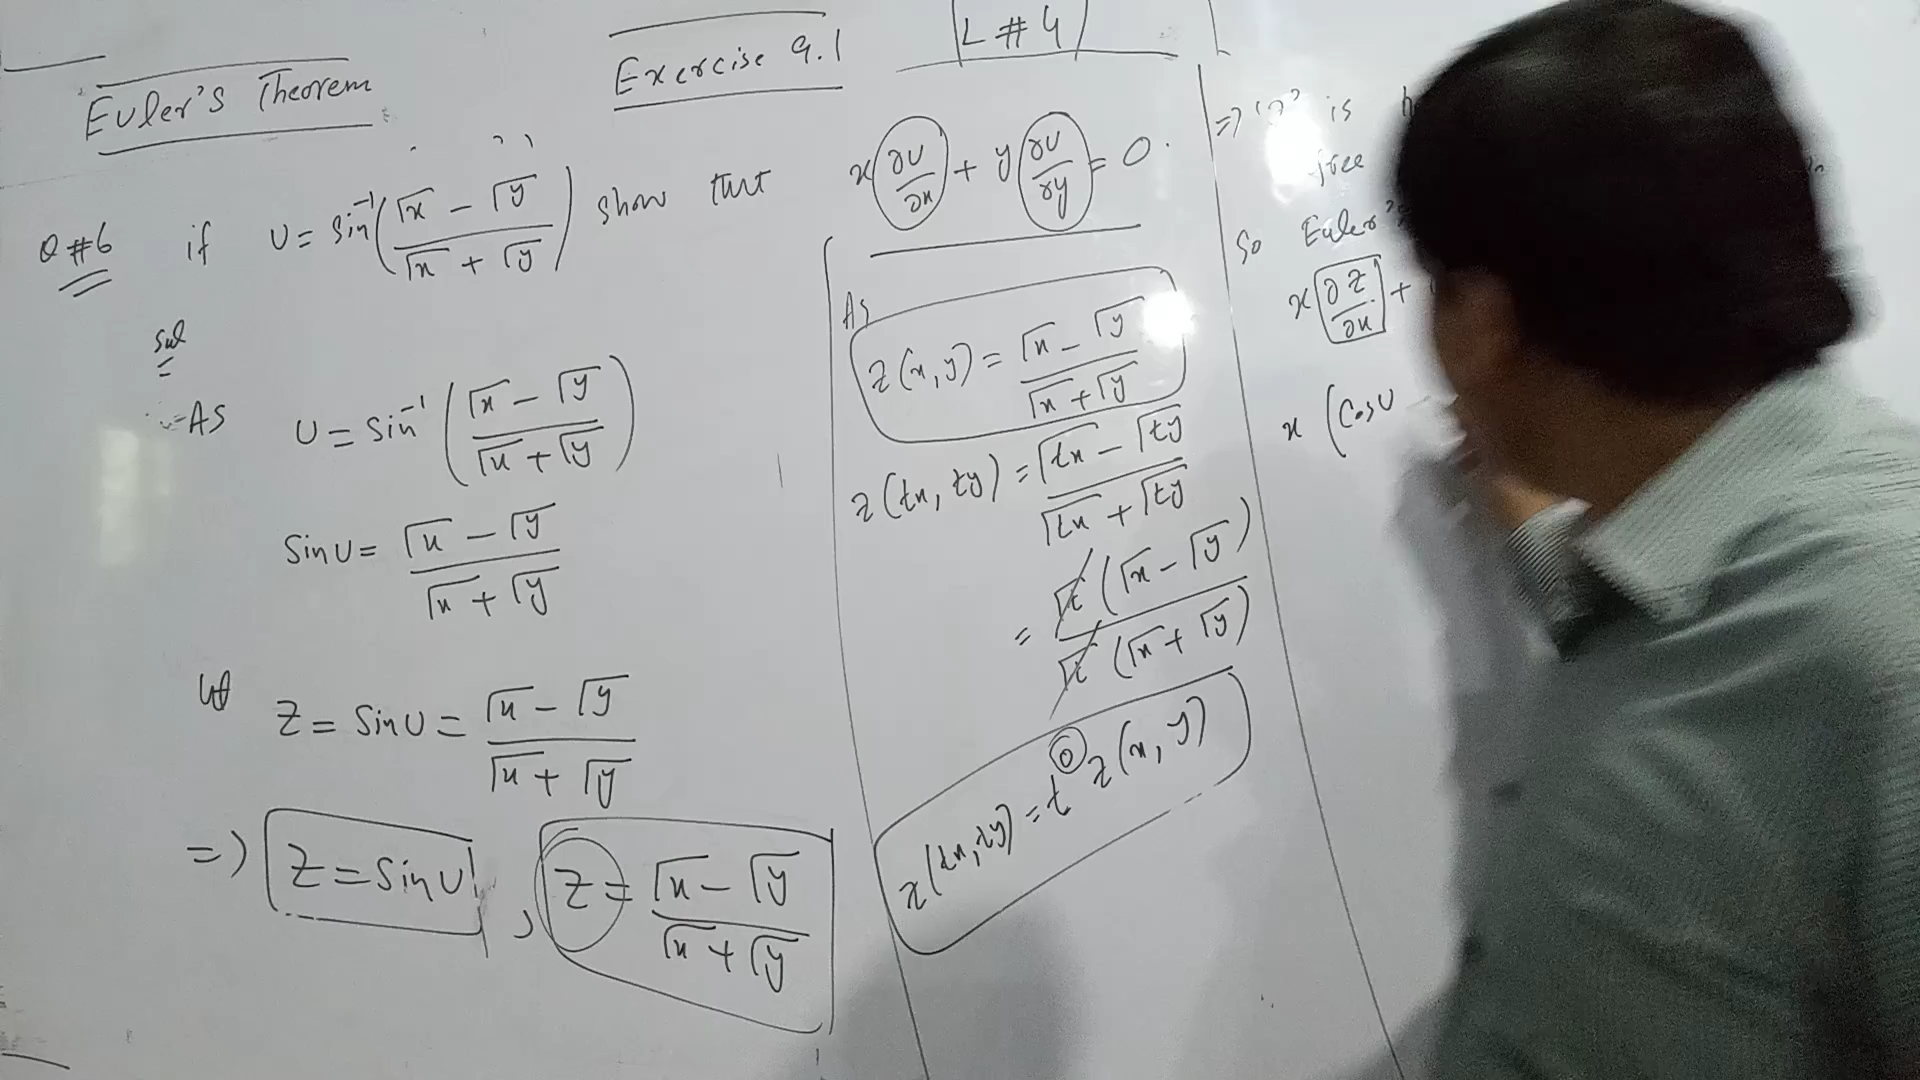 Euler's Theorem
Exercise 9.1
L # 4
Q #6 if U = sin⁻¹((√x − √y)/(√x + √y)) show that x ∂U/∂x + y ∂U/∂y = 0.
Sol
As U = sin⁻¹((√x − √y)/(√x + √y))
Sin U = (√x − √y)/(√x + √y)
let Z = Sin U = (√x − √y)/(√x + √y)
=> Z = Sin U , Z = (√x − √y)/(√x + √y)
As
z(x, y) = (√x − √y)/(√x + √y)
z(tx, ty) = (√tx − √ty)/(√tx + √ty)
= √t (√x − √y)/√t (√x + √y)
z(tx, ty) = t⁰ z(x, y)
=> 'z' is
So Euler's
x ∂z/∂x +
x (Cos U